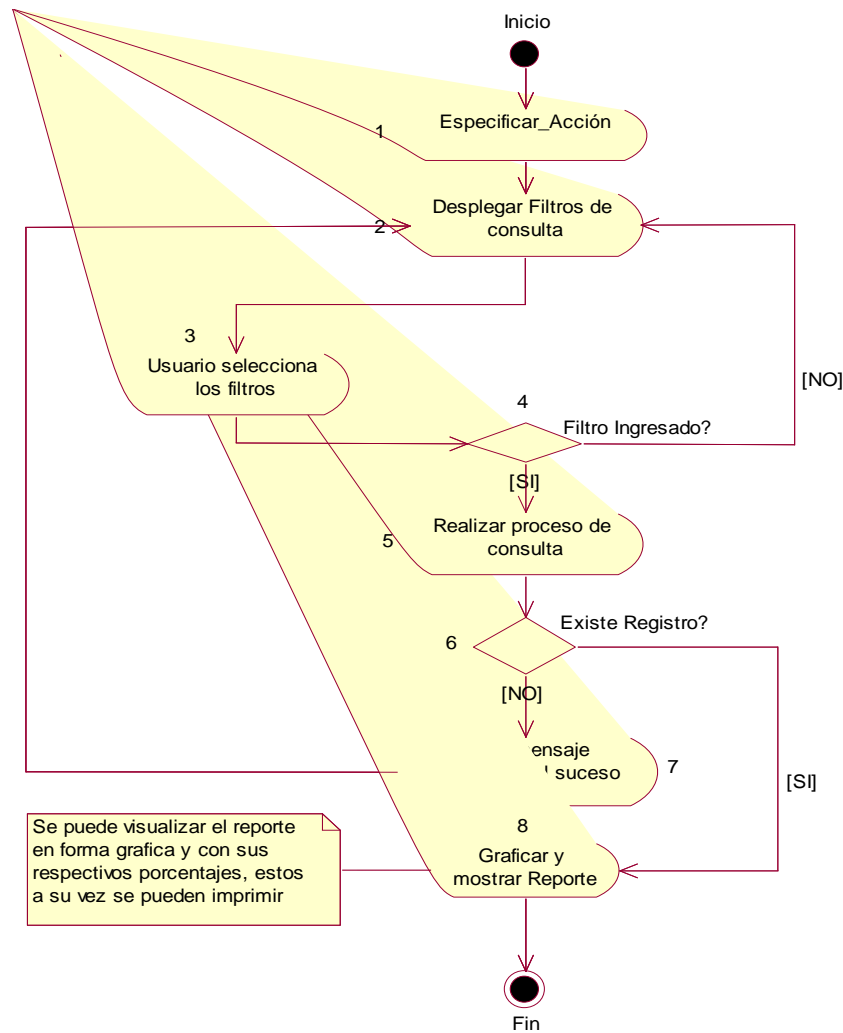 Inicio
Especificar_Acción
1
Desplegar Filtros de
consulta
2
3
Usuario selecciona
los filtros
[NO]
4
Filtro Ingresado?
[SI]
Realizar proceso de
consulta
5
Existe Registro?
6
[NO]
ensaje
suceso
7
[SI]
8
Graficar y
mostrar Reporte
Se puede visualizar el reporte
en forma grafica y con sus
respectivos porcentajes, estos
a su vez se pueden imprimir
Fin